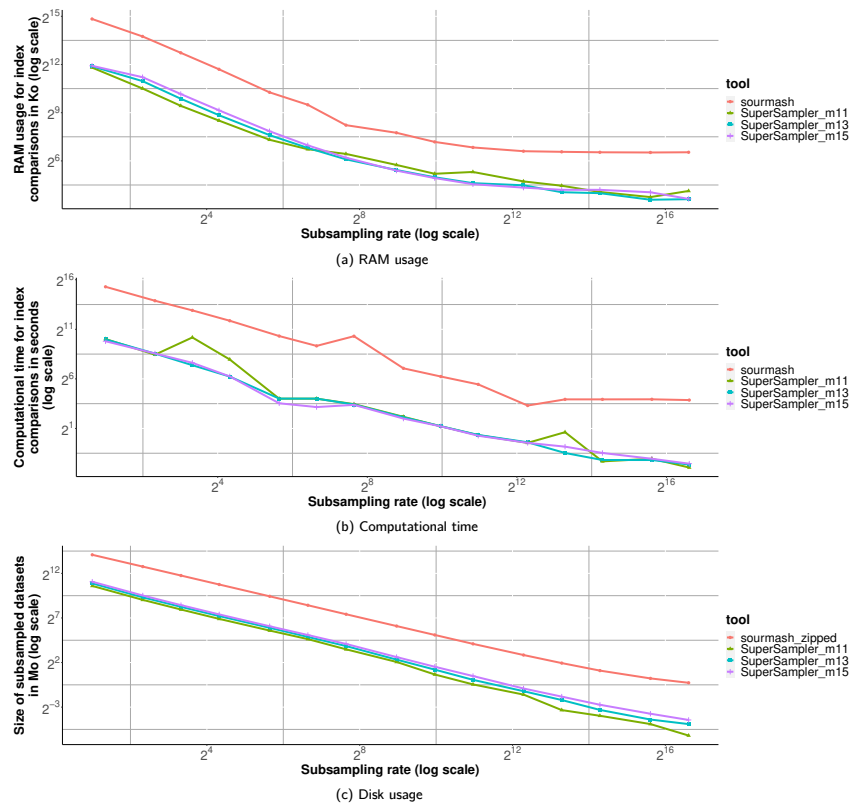 RAM usage for index
comparisons in Ko (log scale)
2^15
2^12
2^9
2^6
2^4
2^8
2^12
2^16
Subsampling rate (log scale)
tool
sourmash
SuperSampler_m11
SuperSampler_m13
SuperSampler_m15
(a) RAM usage
Computational time for index
comparisons in seconds
(log scale)
2^16
2^11
2^6
2^1
2^4
2^8
2^12
2^16
Subsampling rate (log scale)
tool
sourmash
SuperSampler_m11
SuperSampler_m13
SuperSampler_m15
(b) Computational time
Size of subsampled datasets
in Mo (log scale)
2^12
2^7
2^2
2^−3
2^4
2^8
2^12
2^16
Subsampling rate (log scale)
tool
sourmash_zipped
SuperSampler_m11
SuperSampler_m13
SuperSampler_m15
(c) Disk usage